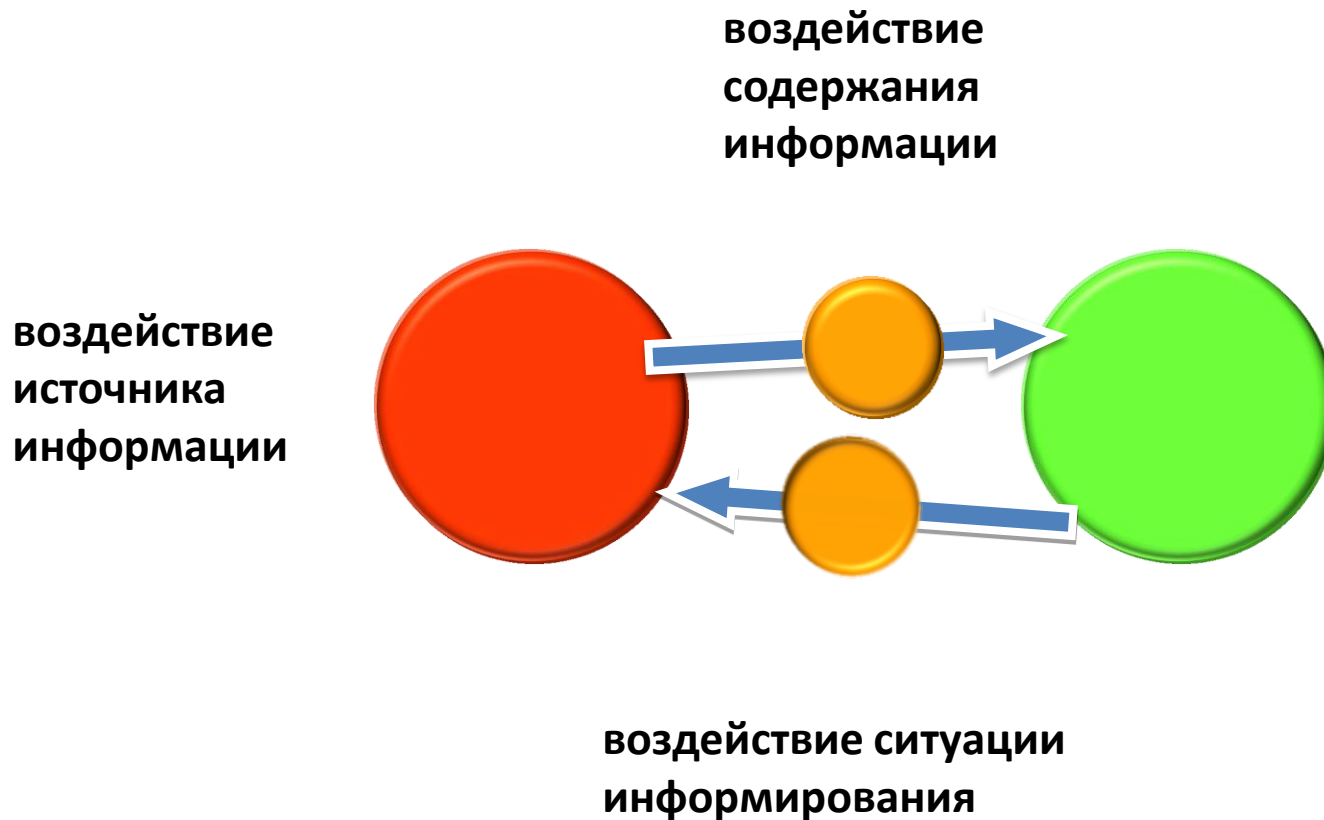 воздействие
содержания
информации
воздействие
источника
информации
воздействие ситуации
информирования